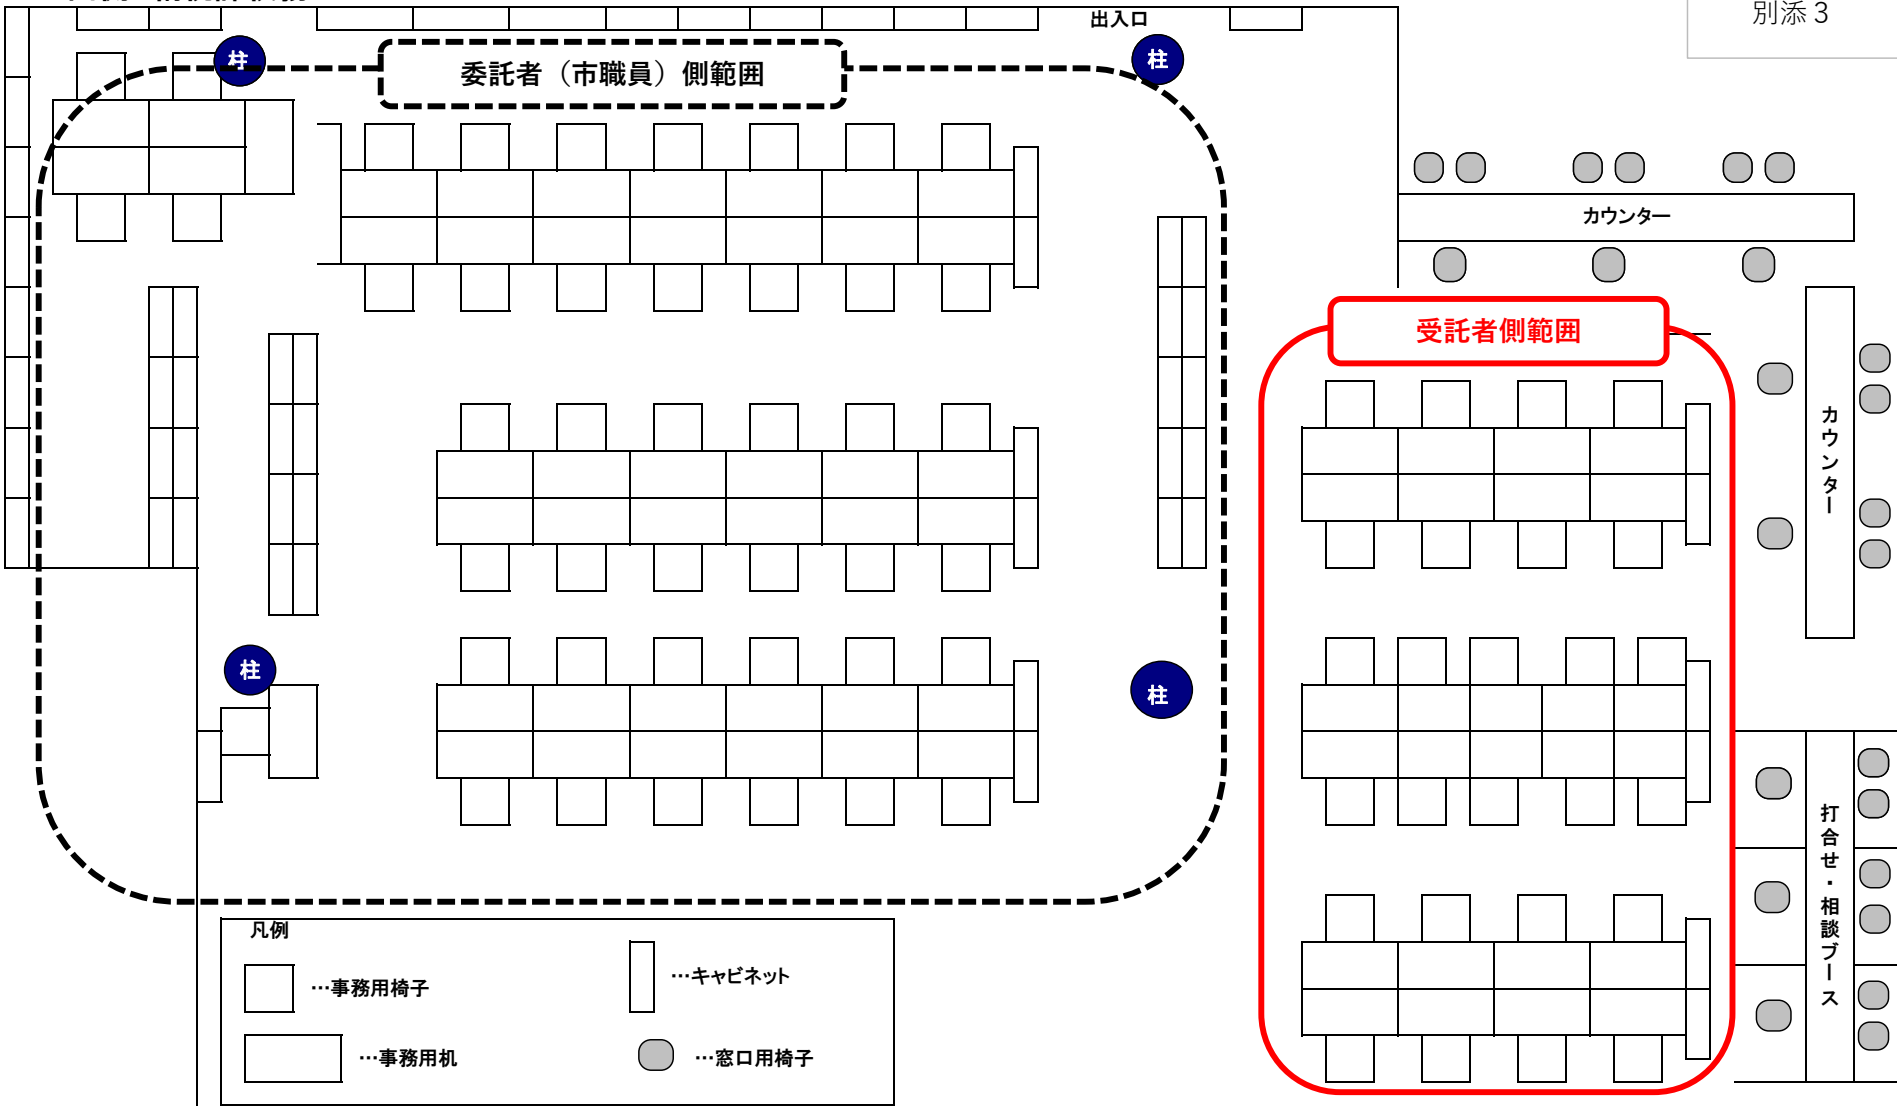 別添３
出入口
柱
柱
委託者（市職員）側範囲
カウンター
受託者側範囲
カウンター
柱
柱
打合せ・相談ブース
凡例
…事務用椅子
…キャビネット
…事務用机
…窓口用椅子